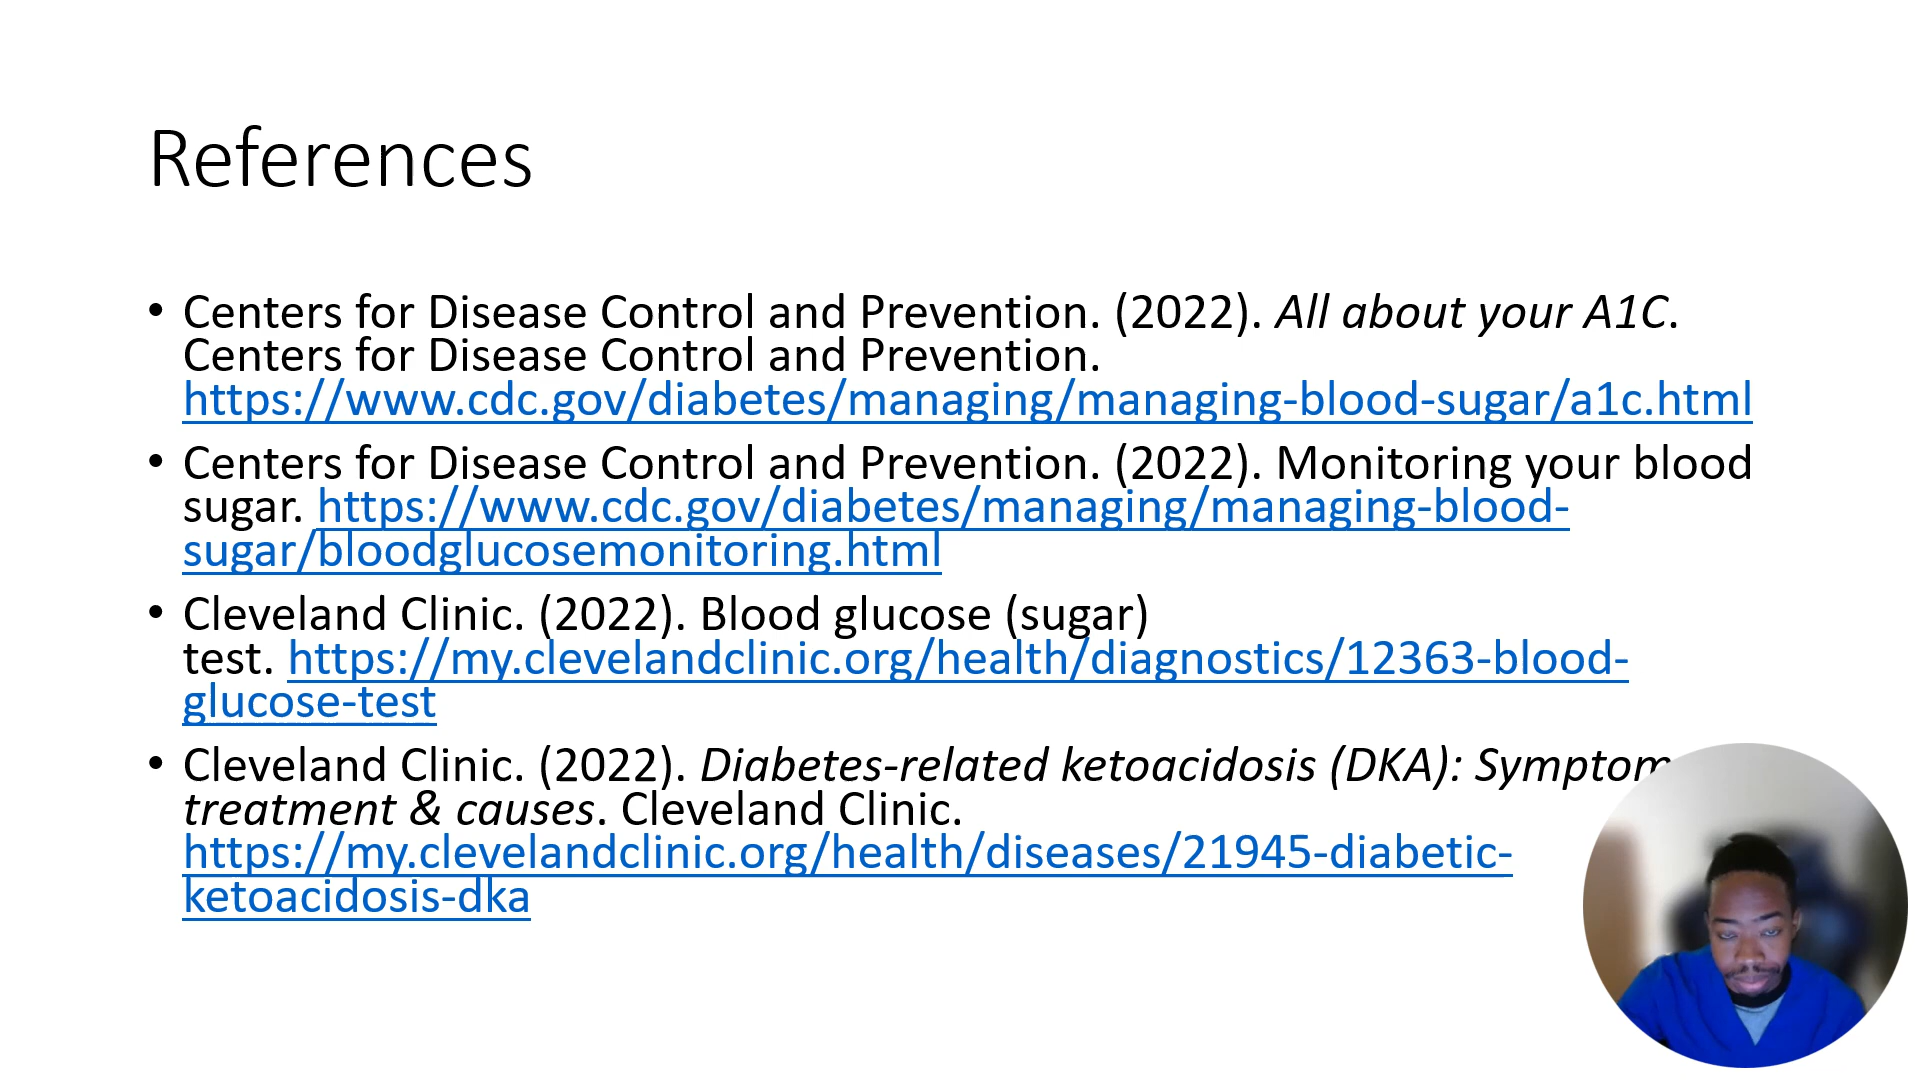 References
• Centers for Disease Control and Prevention. (2022). All about your A1C.
Centers for Disease Control and Prevention.
https://www.cdc.gov/diabetes/managing/managing-blood-sugar/a1c.html
• Centers for Disease Control and Prevention. (2022). Monitoring your blood
sugar. https://www.cdc.gov/diabetes/managing/managing-blood-
sugar/bloodglucosemonitoring.html
• Cleveland Clinic. (2022). Blood glucose (sugar)
test. https://my.clevelandclinic.org/health/diagnostics/12363-blood-
glucose-test
• Cleveland Clinic. (2022). Diabetes-related ketoacidosis (DKA): Symptom
treatment & causes. Cleveland Clinic.
https://my.clevelandclinic.org/health/diseases/21945-diabetic-
ketoacidosis-dka